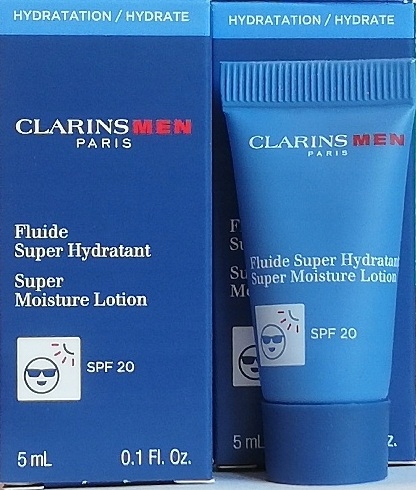 HYDRATATION / HYDRATE
CLARINS MEN
PARIS
Fluide
Super Hydratant
Super
Moisture Lotion
SPF 20
5 mL 0.1 Fl. Oz.
HYDRATATION / HYDRATE
CLARINS MEN
PARIS
Fluide Super Hydratant
Super Moisture Lotion
SPF 20
5 mL